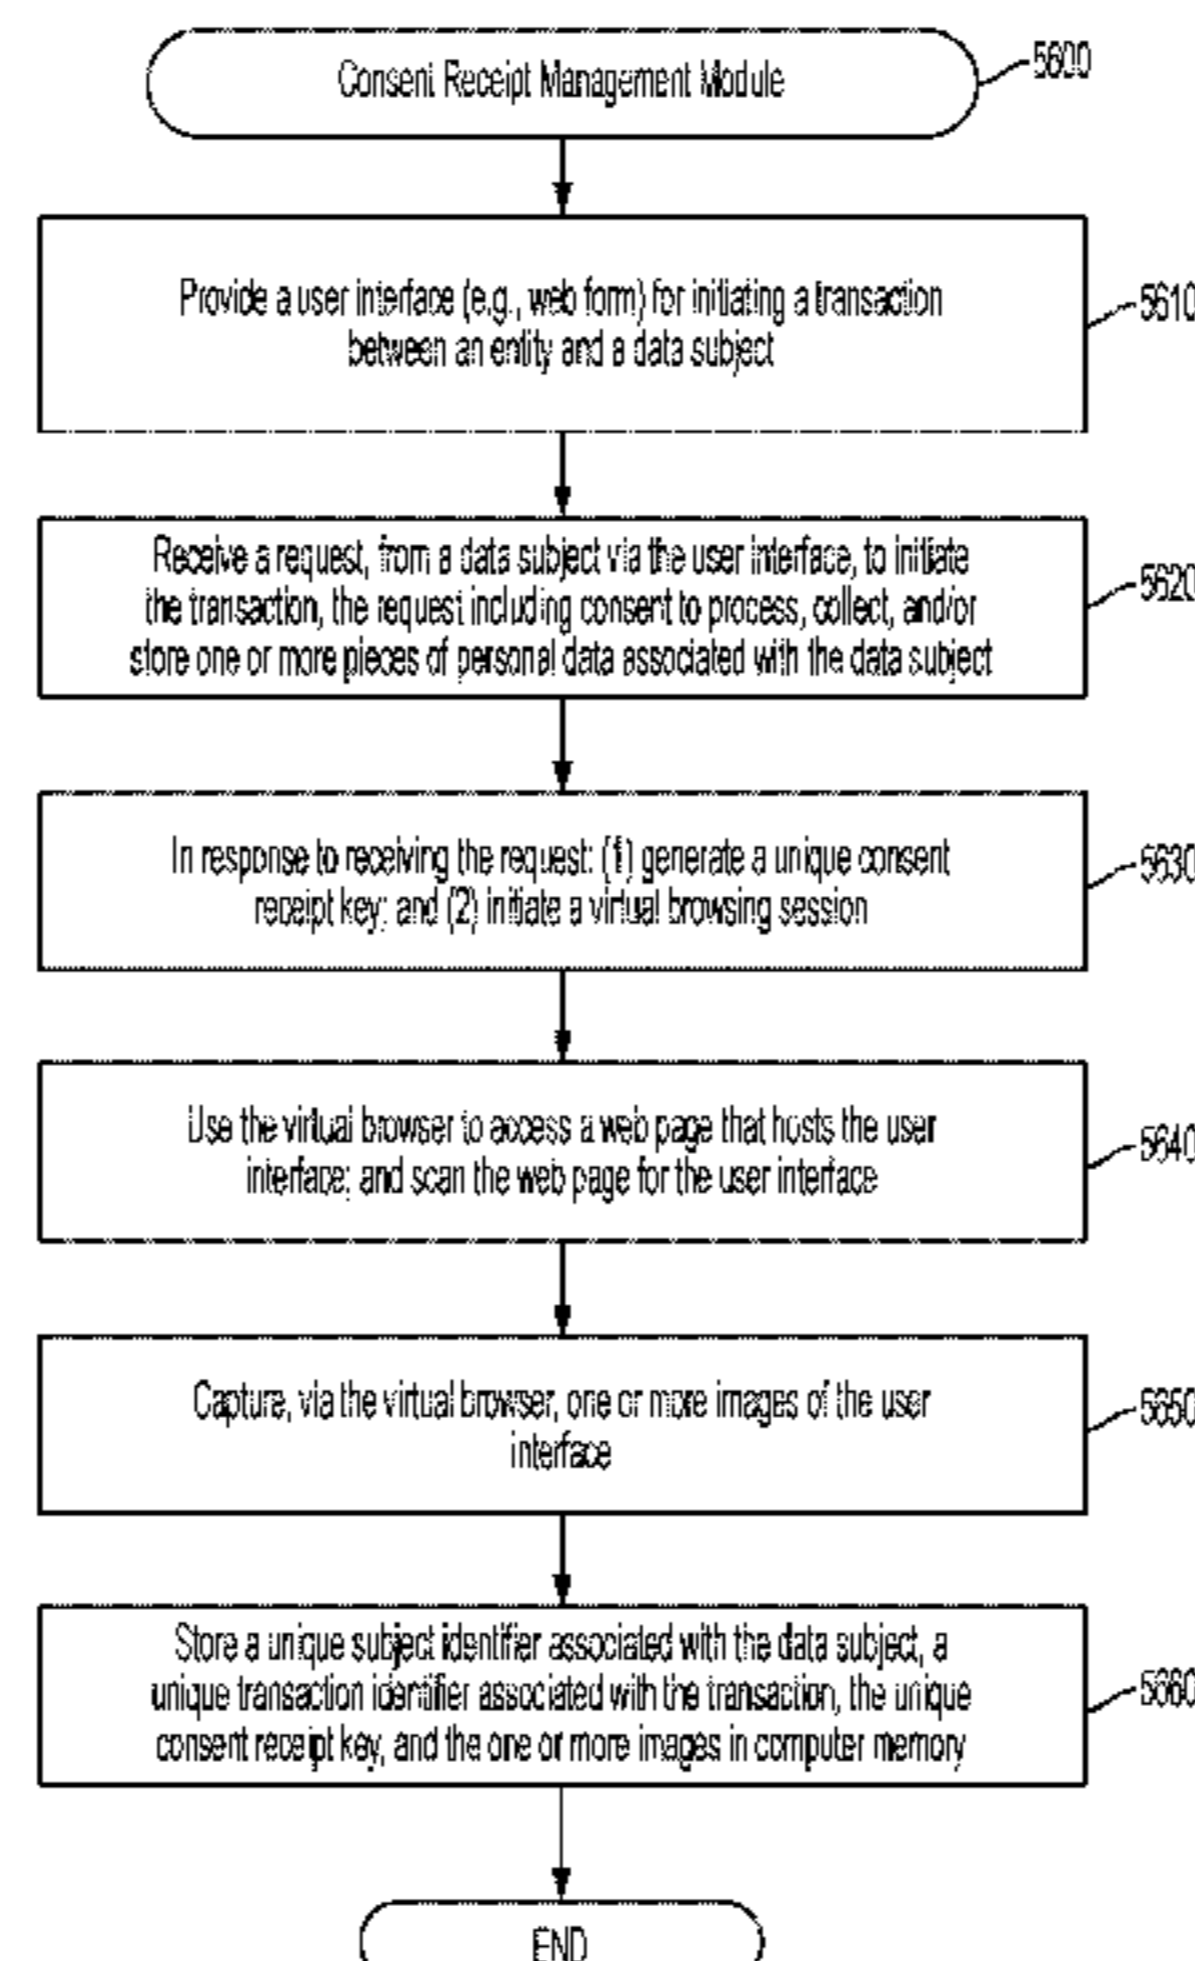 Consent Receipt Management Module
5600
Provide a user interface (e.g., web form) for initiating a transaction
between an entity and a data subject
5610
Receive a request, from a data subject via the user interface, to initiate
the transaction, the request including consent to process, collect, and/or
store one or more pieces of personal data associated with the data subject
5620
In response to receiving the request: (1) generate a unique consent
receipt key; and (2) initiate a virtual browsing session
5630
Use the virtual browser to access a web page that hosts the user
interface; and scan the web page for the user interface
5640
Capture, via the virtual browser, one or more images of the user
interface
5650
Store a unique subject identifier associated with the data subject, a
unique transaction identifier associated with the transaction, the unique
consent receipt key, and the one or more images in computer memory
5660
END